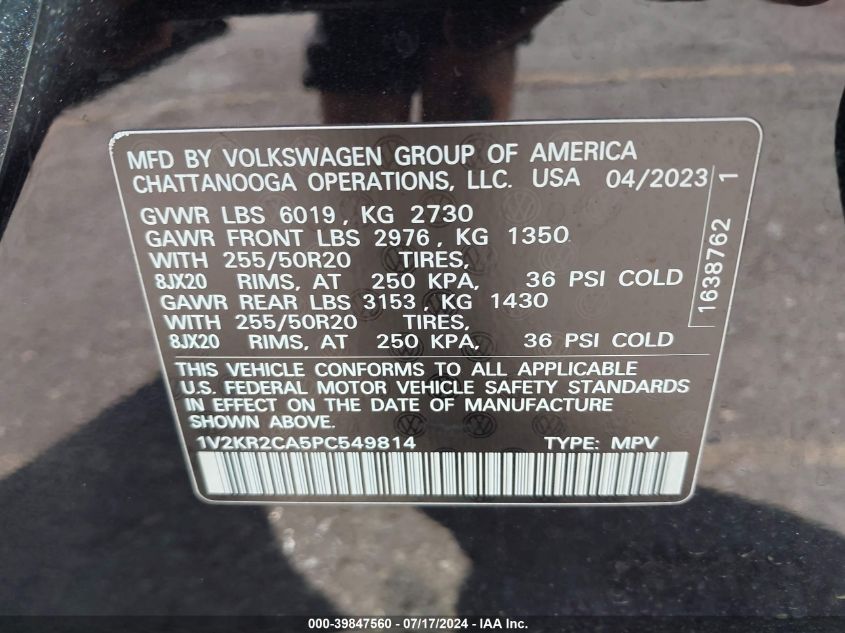 MFD BY VOLKSWAGEN GROUP OF AMERICA
CHATTANOOGA OPERATIONS, LLC. USA 04/2023
GVWR LBS 6019, KG 2730
GAWR FRONT LBS 2976, KG 1350
WITH 255/50R20 TIRES,
8JX20 RIMS, AT 250 KPA, 36 PSI COLD
GAWR REAR LBS 3153, KG 1430
WITH 255/50R20 TIRES,
8JX20 RIMS, AT 250 KPA, 36 PSI COLD
1638762 1
THIS VEHICLE CONFORMS TO ALL APPLICABLE
U.S. FEDERAL MOTOR VEHICLE SAFETY STANDARDS
IN EFFECT ON THE DATE OF MANUFACTURE
SHOWN ABOVE.
1V2KR2CA5PC549814 TYPE: MPV
000-39847560 - 07/17/2024 - IAA Inc.